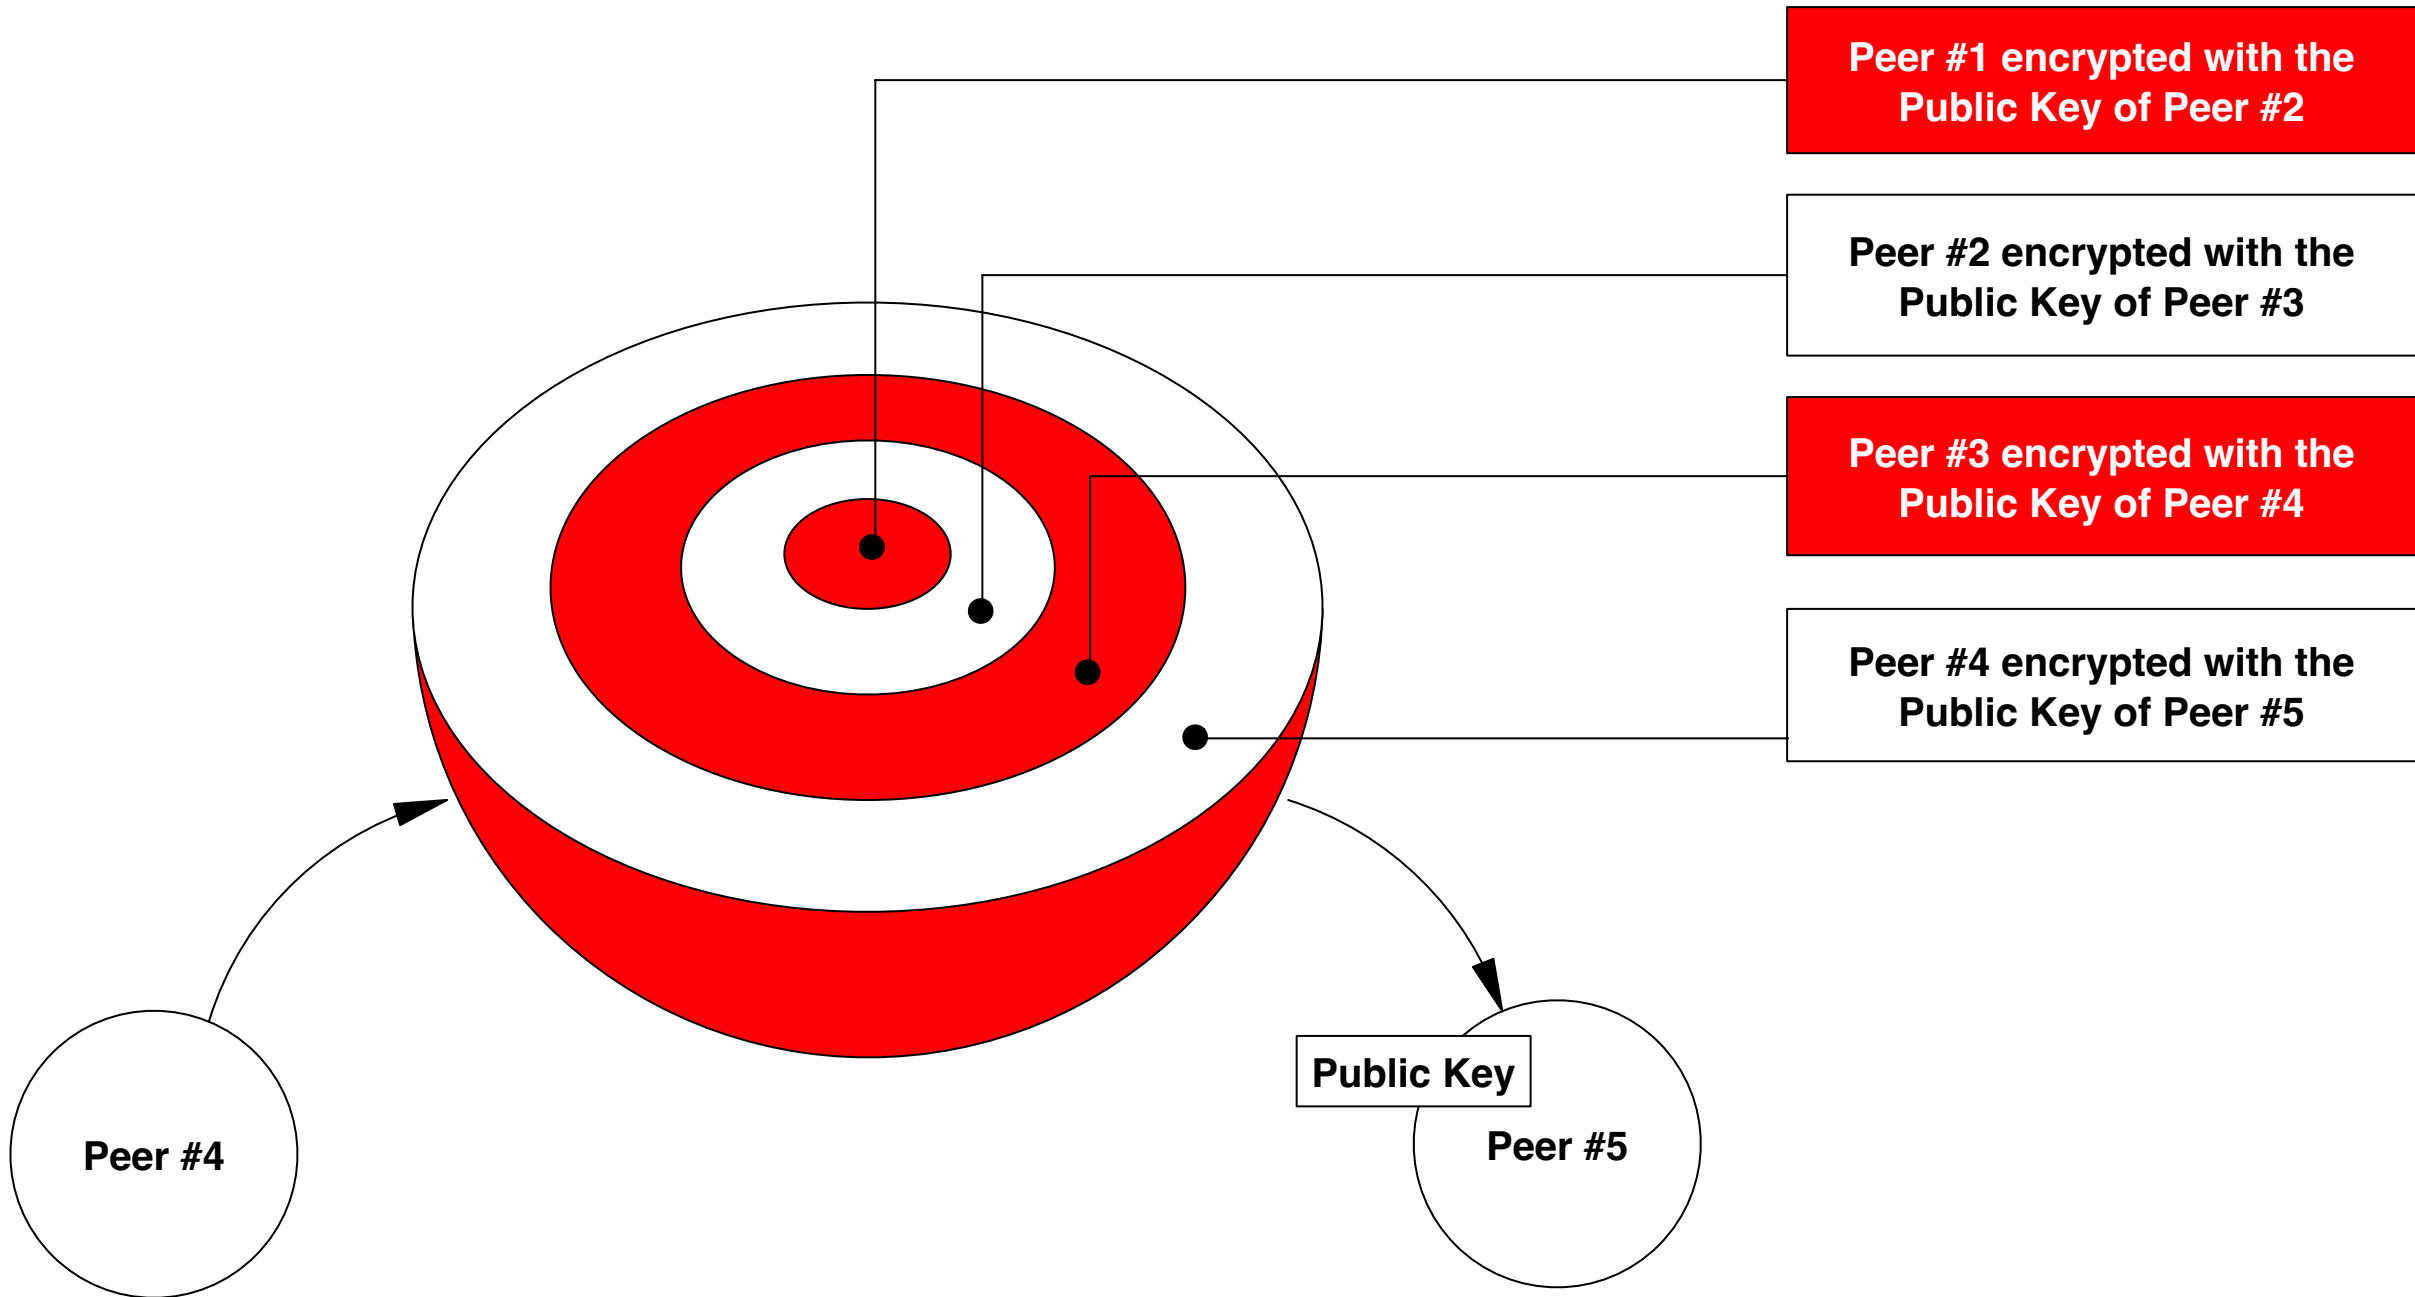 Peer #1 encrypted with the
Public Key of Peer #2
Peer #2 encrypted with the
Public Key of Peer #3
Peer #3 encrypted with the
Public Key of Peer #4
Peer #4 encrypted with the
Public Key of Peer #5
Public Key
Peer #4
Peer #5